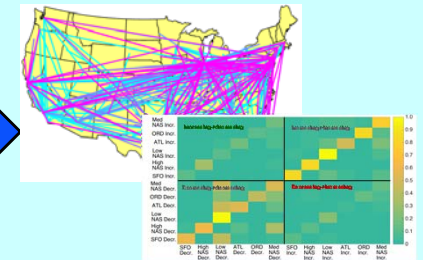 Med
NAS Incr.
ORD Incr.
ATL Incr.
Low
NAS Incr.
High
NAS Incr.
SFO Incr.
Med
NAS Decr.
ORD Decr.
ATL Decr.
Low
NAS Decr.
High
NAS Decr.
SFO Decr.
1.0
0.9
0.8
0.7
0.6
0.5
0.4
0.3
0.2
0.1
0
SFO
Decr.
High
NAS
Decr.
Low
NAS
Decr.
ATL
Decr.
ORD
Decr.
Med
NAS
Decr.
SFO
Incr.
High
NAS
Incr.
Low
NAS
Incr.
ATL
Incr.
ORD
Incr.
Med
NAS
Incr.